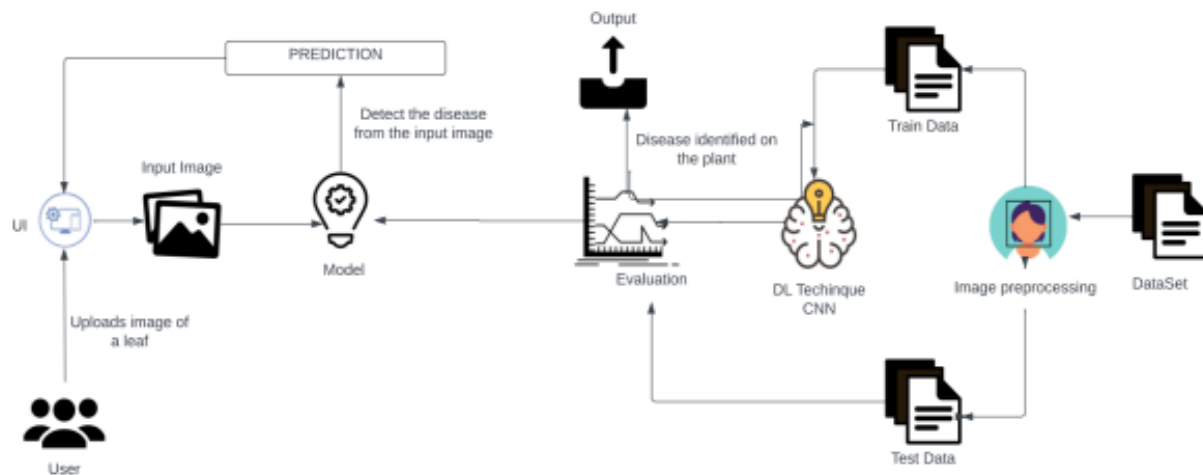 Output
PREDICTION
Detect the disease
from the input image
Train Data
Disease identified on
the plant
Input Image
UI
Model
Evaluation
DL Techinque
CNN
Image preprocessing
DataSet
Uploads image of
a leaf
User
Test Data